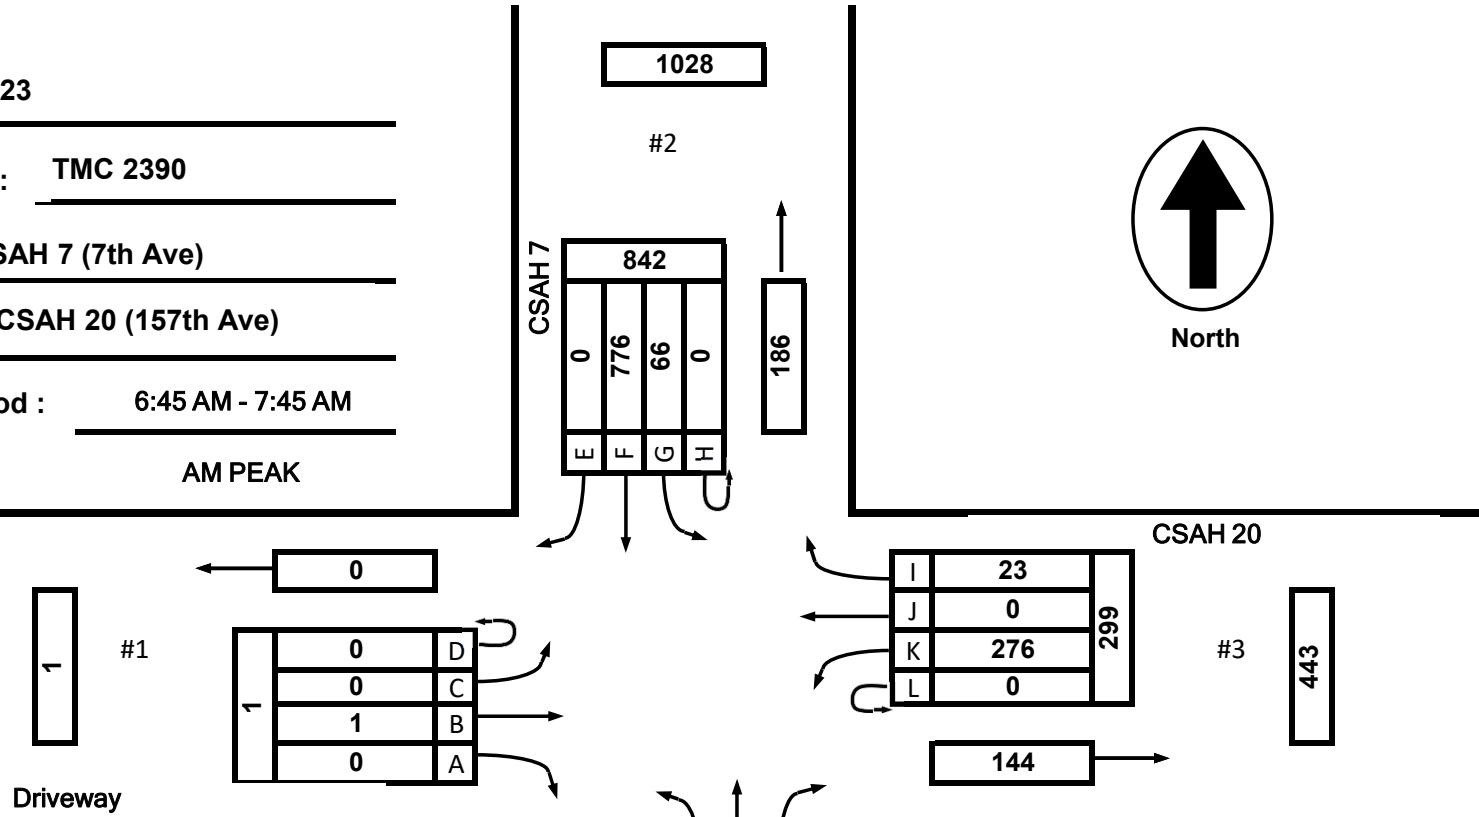 23
: TMC 2390
SAH 7 (7th Ave)
CSAH 20 (157th Ave)
od : 6:45 AM - 7:45 AM
AM PEAK
1028
#2
CSAH 7
842
0 776 66 0
E F G H
186
North
CSAH 20
0
1
#1
1
0 D
0 C
1 B
0 A
Driveway
I 23
J 0
K 276
L 0
299
#3
443
144